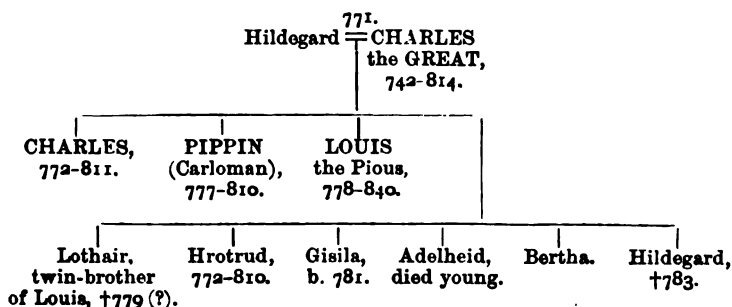 771.
Hildegard = CHARLES
the GREAT,
742-814.
CHARLES,
772-811.
PIPPIN
(Carloman),
777-810.
LOUIS
the Pious,
778-840.
Lothair,
twin-brother
of Louis, †779 (?).
Hrotrud,
772-810.
Gisila,
b. 781.
Adelheid,
died young.
Bertha.
Hildegard,
†783.